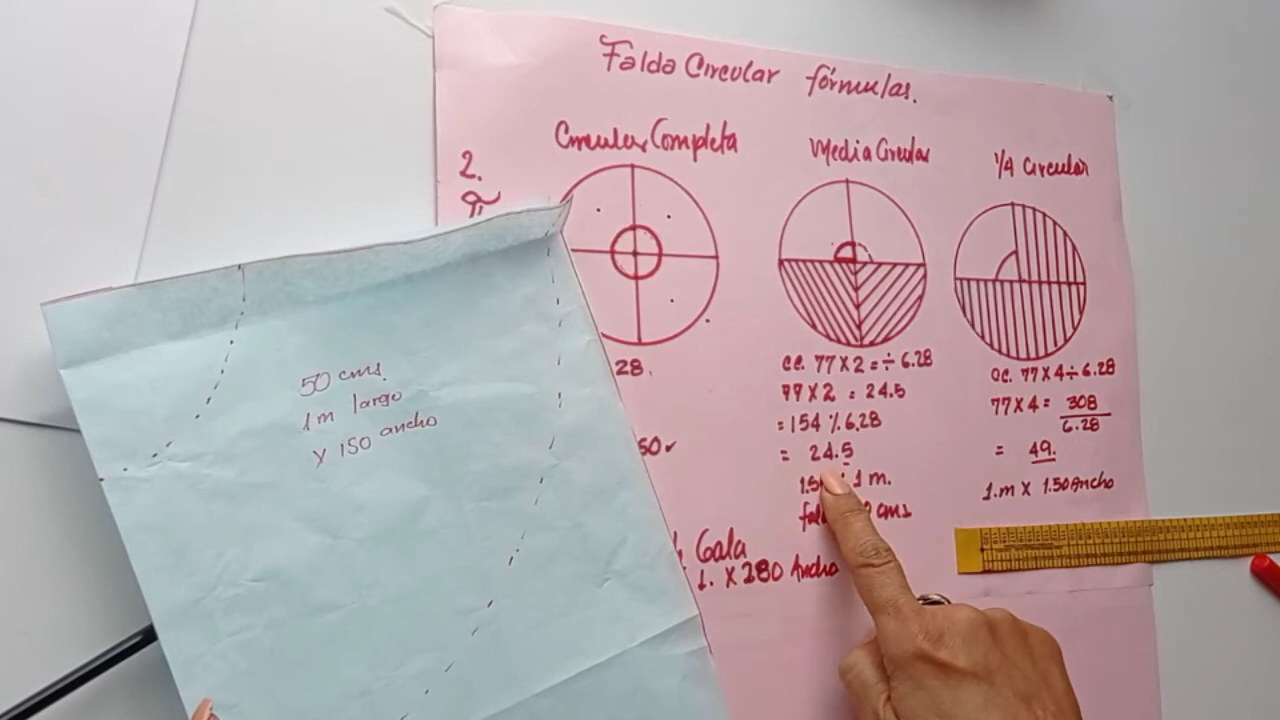 Falda Circular fórmulas.
Circular Completa
Media Circular
1/4 Circular
2.
π
28.
50✓
CC. 77 X 2 = ÷ 6.28
77 X 2 = 24.5
= 154 % 6.28
= 24.5
1 m.
cms
CC. 77 X 4 ÷ 6.28
77 X 4 = 308
6.28
= 49.
1.m X 1.50 Ancho
Gala
1. X 280 Ancho
50 cms.
1m largo
X 150 ancho